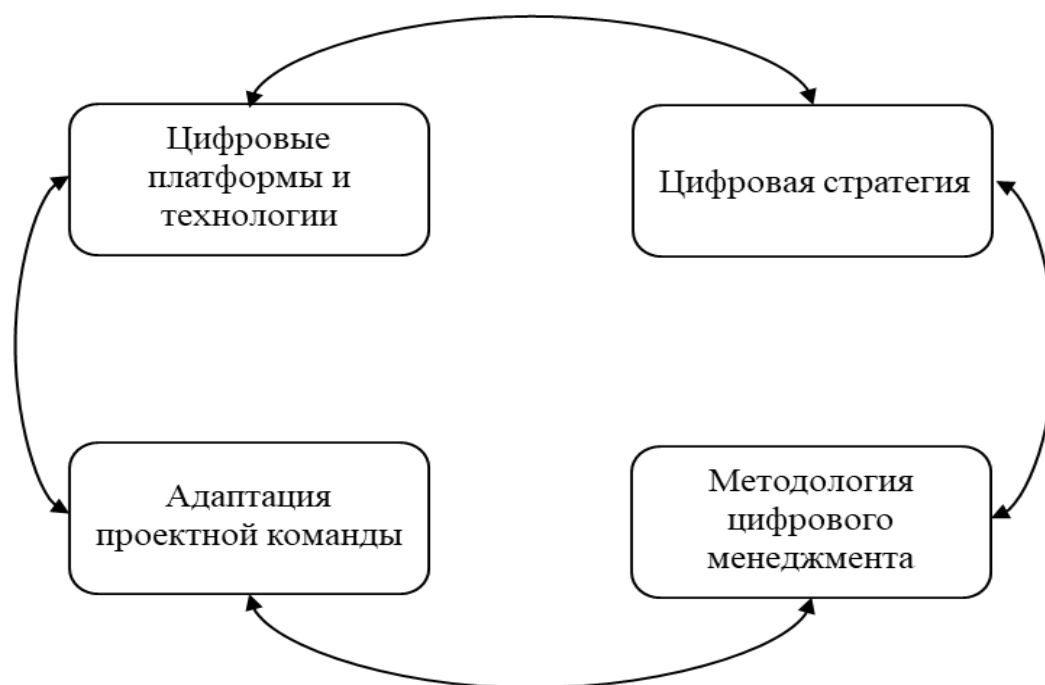 Цифровые
платформы и
технологии
Цифровая стратегия
Адаптация
проектной команды
Методология
цифрового
менеджмента